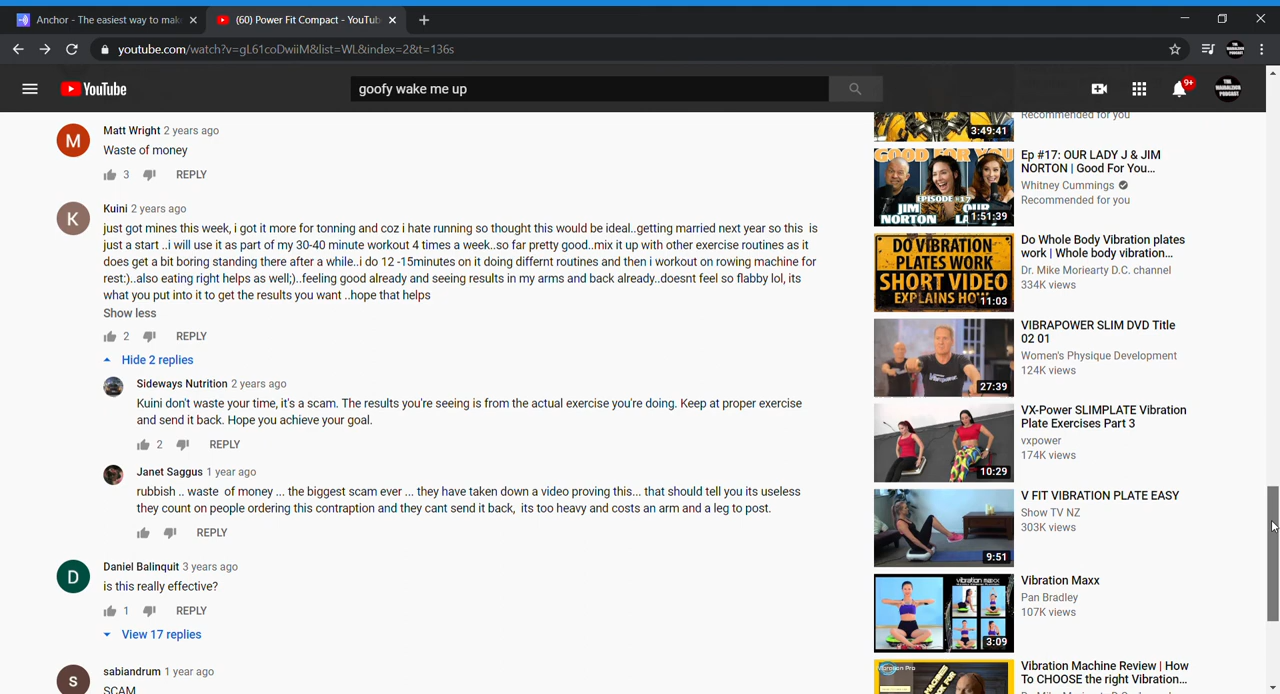 Anchor - The easiest way to mak
(60) Power Fit Compact - YouTub
youtube.com/watch?v=gL61coDwiiM&list=WL&index=2&t=136s
YouTube
goofy wake me up
9+
Matt Wright 2 years ago
Waste of money
3 REPLY
K
Kuini 2 years ago
just got mines this week, i got it more for tonning and coz i hate running so thought this would be ideal..getting married next year so this is
just a start ..i will use it as part of my 30-40 minute workout 4 times a week..so far pretty good..mix it up with other exercise routines as it
does get a bit boring standing there after a while..i do 12 -15minutes on it doing differnt routines and then i workout on rowing machine for
rest:)..also eating right helps as well;)..feeling good already and seeing results in my arms and back already..doesnt feel so flabby lol, its
what you put into it to get the results you want ..hope that helps
Show less
2 REPLY
Hide 2 replies
Sideways Nutrition 2 years ago
Kuini don't waste your time, it's a scam. The results you're seeing is from the actual exercise you're doing. Keep at proper exercise
and send it back. Hope you achieve your goal.
2 REPLY
Janet Saggus 1 year ago
rubbish .. waste of money ... the biggest scam ever ... they have taken down a video proving this... that should tell you its useless
they count on people ordering this contraption and they cant send it back, its too heavy and costs an arm and a leg to post.
REPLY
D
Daniel Balinquit 3 years ago
is this really effective?
1 REPLY
View 17 replies
S
sabiandrum 1 year ago
SCAM
M
3:49:41
Recommended for you
GOOD FOR YOU
EPISODE #17
JIM
NORTON
OUR
LA
1:51:39
Ep #17: OUR LADY J & JIM
NORTON | Good For You...
Whitney Cummings
Recommended for you
DO VIBRATION
PLATES WORK
SHORT VIDEO
EXPLAINS HOW
11:03
Do Whole Body Vibration plates
work | Whole body vibration...
Dr. Mike Moriearty D.C. channel
334K views
27:39
VIBRAPOWER SLIM DVD Title
02 01
Women's Physique Development
124K views
10:29
VX-Power SLIMPLATE Vibration
Plate Exercises Part 3
vxpower
174K views
9:51
V FIT VIBRATION PLATE EASY
Show TV NZ
303K views
vibration maxx
3:09
Vibration Maxx
Pan Bradley
107K views
Vibration Machine Review | How
To CHOOSE the right Vibration...